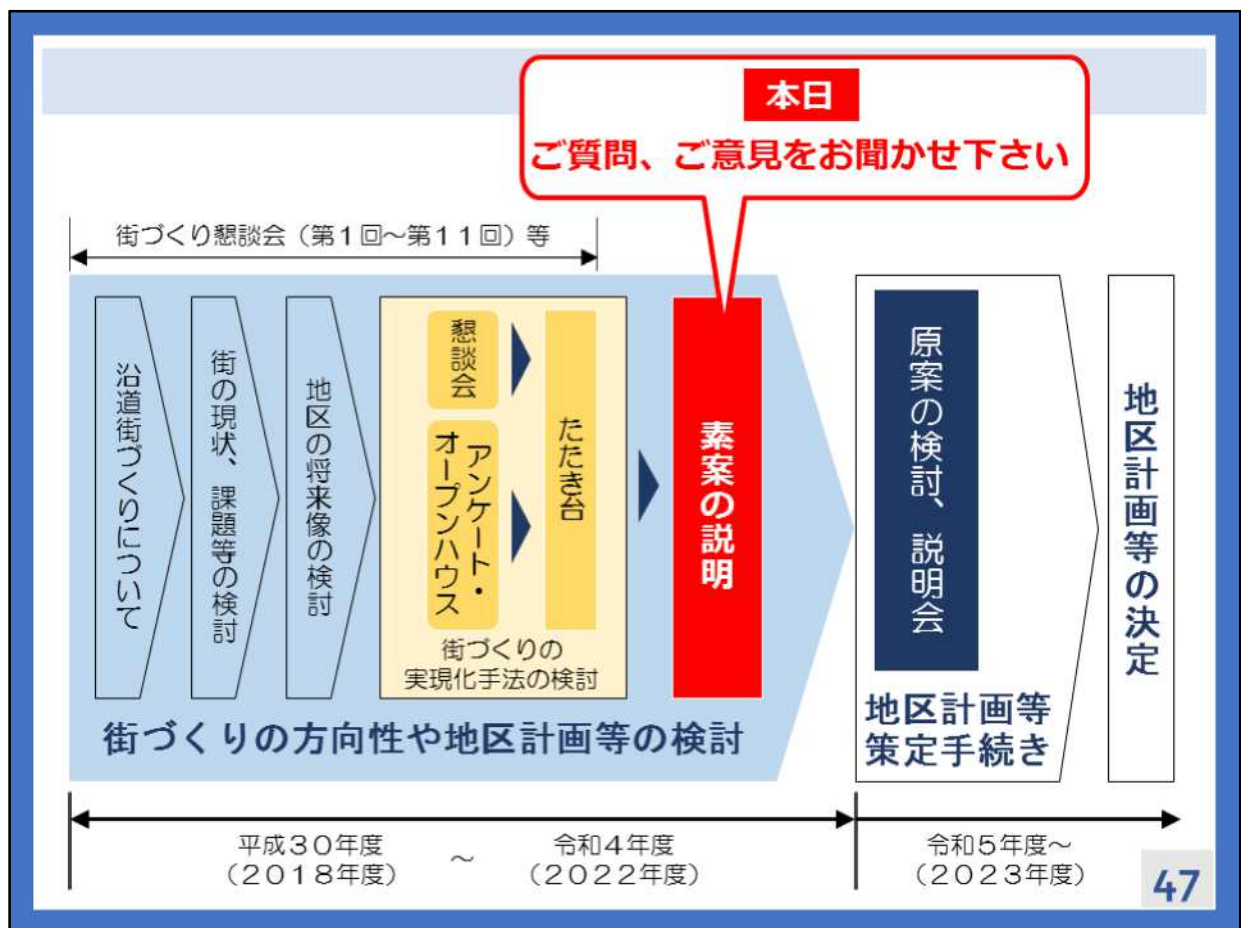 本日
ご質問、ご意見をお聞かせ下さい
街づくり懇談会（第１回～第１１回）等
沿道街づくりについて
街の現状、課題等の検討
地区の将来像の検討
懇談会
アンケート・
オープンハウス
たたき台
街づくりの
実現化手法の検討
素案の説明
街づくりの方向性や地区計画等の検討
原案の検討、説明会
地区計画等
策定手続き
地区計画等の決定
平成３０年度
（２０１８年度）
～
令和４年度
（２０２２年度）
令和５年度～
（２０２３年度）
47